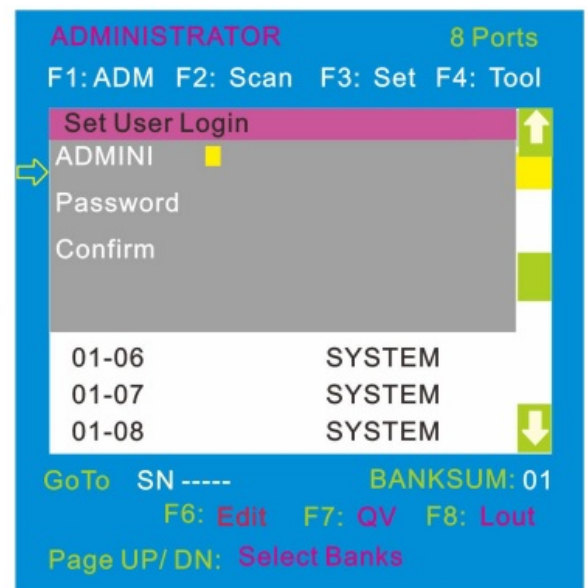 ADMINISTRATOR 8 Ports
F1: ADM F2: Scan F3: Set F4: Tool
Set User Login
ADMINI
Password
Confirm
01-06 SYSTEM
01-07 SYSTEM
01-08 SYSTEM
GoTo SN ----- BANKSUM: 01
F6: Edit F7: QV F8: Lout
Page UP/ DN: Select Banks